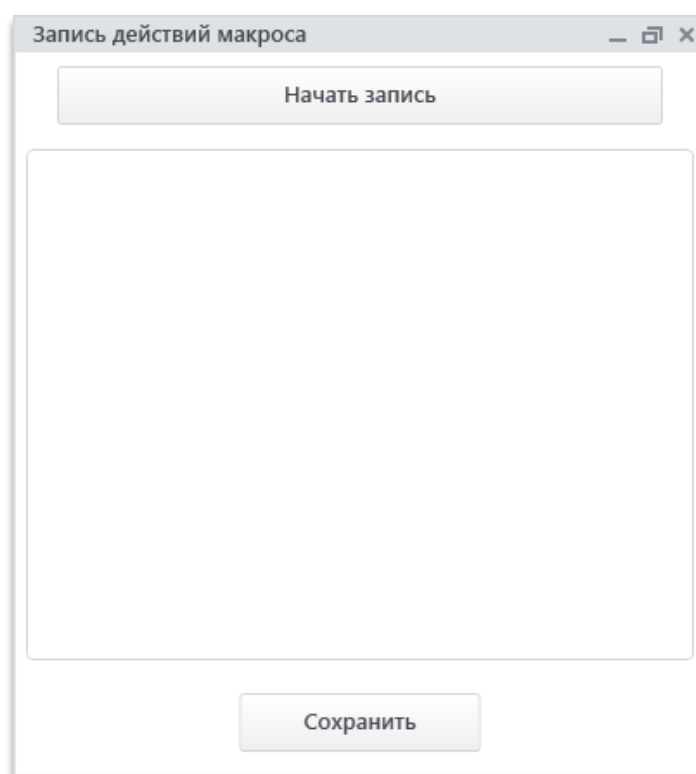 Запись действий макроса
Начать запись
Сохранить